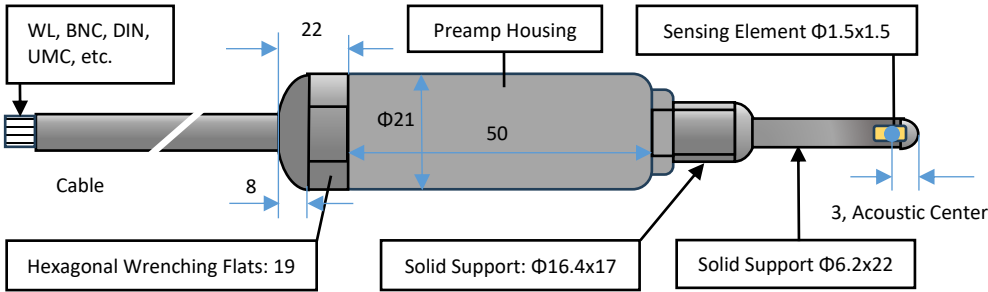 WL, BNC, DIN,
UMC, etc.
22
Preamp Housing
Sensing Element Φ1.5x1.5
Φ21
50
Cable
8
3, Acoustic Center
Hexagonal Wrenching Flats: 19
Solid Support: Φ16.4x17
Solid Support Φ6.2x22